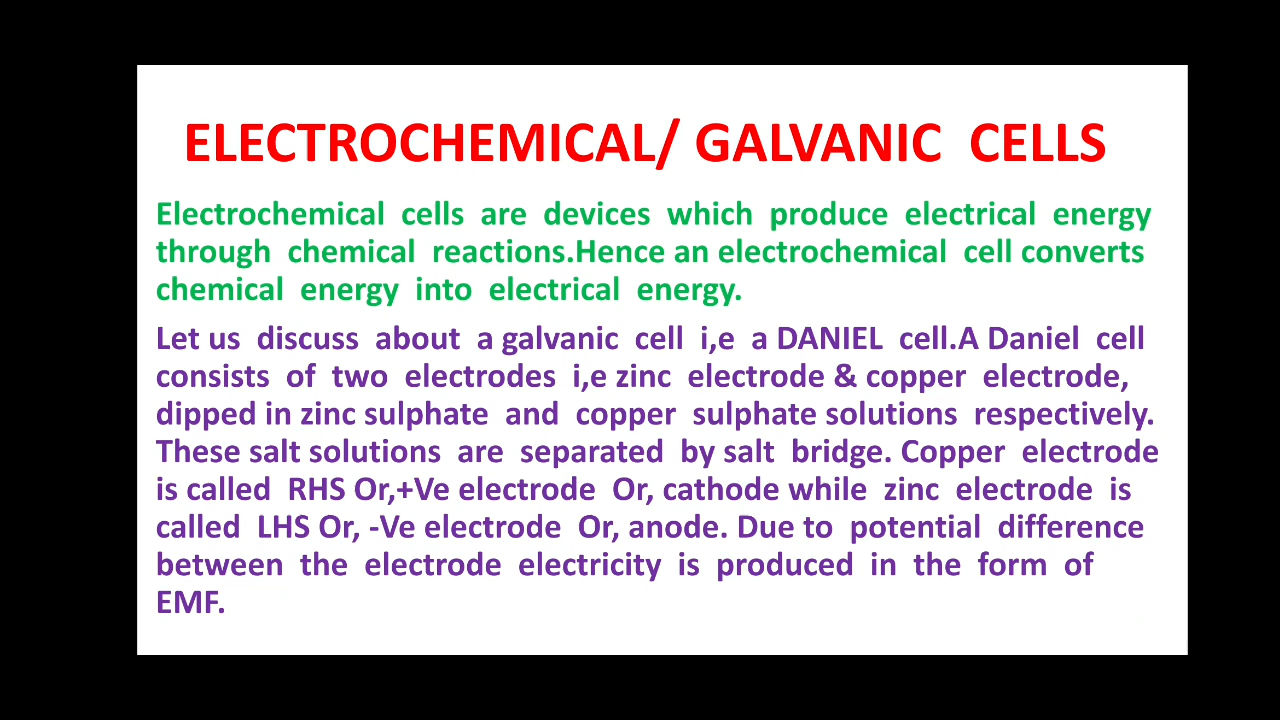 ELECTROCHEMICAL/ GALVANIC CELLS
Electrochemical cells are devices which produce electrical energy
through chemical reactions.Hence an electrochemical cell converts
chemical energy into electrical energy.
Let us discuss about a galvanic cell i,e a DANIEL cell.A Daniel cell
consists of two electrodes i,e zinc electrode & copper electrode,
dipped in zinc sulphate and copper sulphate solutions respectively.
These salt solutions are separated by salt bridge. Copper electrode
is called RHS Or,+Ve electrode Or, cathode while zinc electrode is
called LHS Or, -Ve electrode Or, anode. Due to potential difference
between the electrode electricity is produced in the form of
EMF.